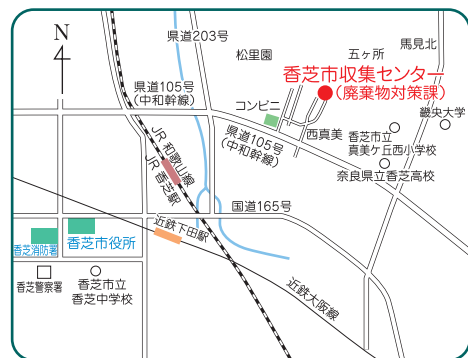 N
県道203号
松里園
五ヶ所
馬見北
香芝市収集センター
(廃棄物対策課)
県道105号
(中和幹線)
コンビニ
畿央大学
県道105号
(中和幹線)
西真美
香芝市立
真美ケ丘西小学校
奈良県立香芝高校
JR 和歌山線
JR 香芝駅
国道165号
近鉄下田駅
香芝市役所
香芝消防署
香芝警察署
香芝市立
香芝中学校
近鉄大阪線